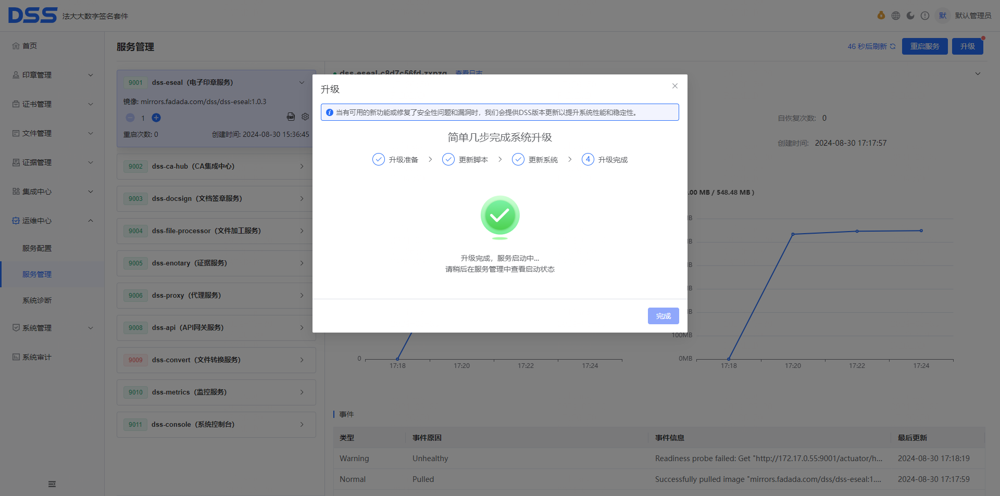 DSS 法大大数字签名套件
默 默认管理员
首页
印章管理
证书管理
文件管理
证据管理
集成中心
运维中心
服务配置
服务管理
系统诊断
系统管理
系统审计
服务管理
46 秒后刷新
重启服务
升级
9001 dss-eseal（电子印章服务）
镜像: mirrors.fadada.com/dss/dss-eseal:1.0.3
1
重启次数: 0 创建时间: 2024-08-30 15:36:45
9002 dss-ca-hub（CA集成中心）
9003 dss-docsign（文档签章服务）
9004 dss-file-processor（文件加工服务）
9005 dss-enotary（证据服务）
9006 dss-proxy（代理服务）
9008 dss-api（API网关服务）
9009 dss-convert（文件转换服务）
9010 dss-metrics（监控服务）
9011 dss-console（系统控制台）
dss-eseal-c8d7c56fd-zxpzq 查看日志
自恢复次数: 0
创建时间: 2024-08-30 17:17:57
升级
当有可用的新功能或修复了安全性问题和漏洞时，我们会提供DSS版本更新以提升系统性能和稳定性。
简单几步完成系统升级
升级准备
更新脚本
更新系统
4 升级完成
升级完成，服务启动中...
请稍后在服务管理中查看启动状态
完成
.00 MB / 548.48 MB )
100MB
0MB
17:18 17:20 17:22 17:24
0
17:18 17:20 17:22 17:24
事件
类型 事件原因 事件信息 最后更新
Warning Unhealthy Readiness probe failed: Get "http://172.17.0.55:9001/actuator/h... 2024-08-30 17:18:19
Normal Pulled Successfully pulled image "mirrors.fadada.com/dss/dss-eseal:1.... 2024-08-30 17:17:59